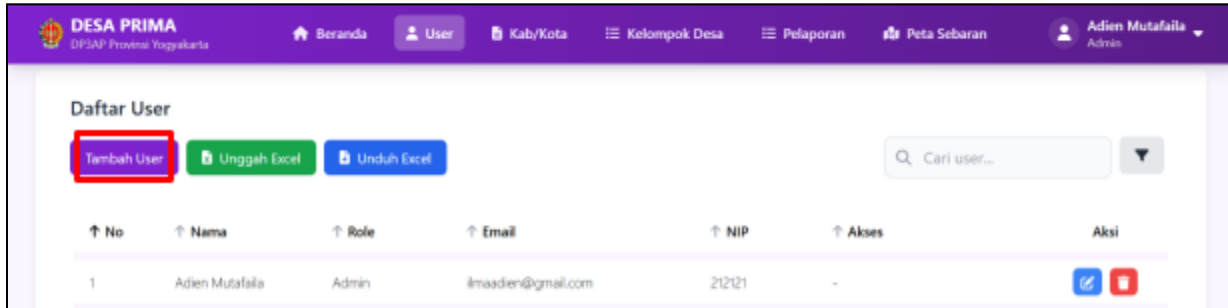 DESA PRIMA
DP3AP Provinsi Yogyakarta
Beranda User Kab/Kota Kelompok Desa Pelaporan Peta Sebaran
Adien Mutafaila
Admin
Daftar User
Tambah User Unggah Excel Unduh Excel Cari user...
No Nama Role Email NIP Akses Aksi
1 Adien Mutafaila Admin ilmaadien@gmail.com 212121 -